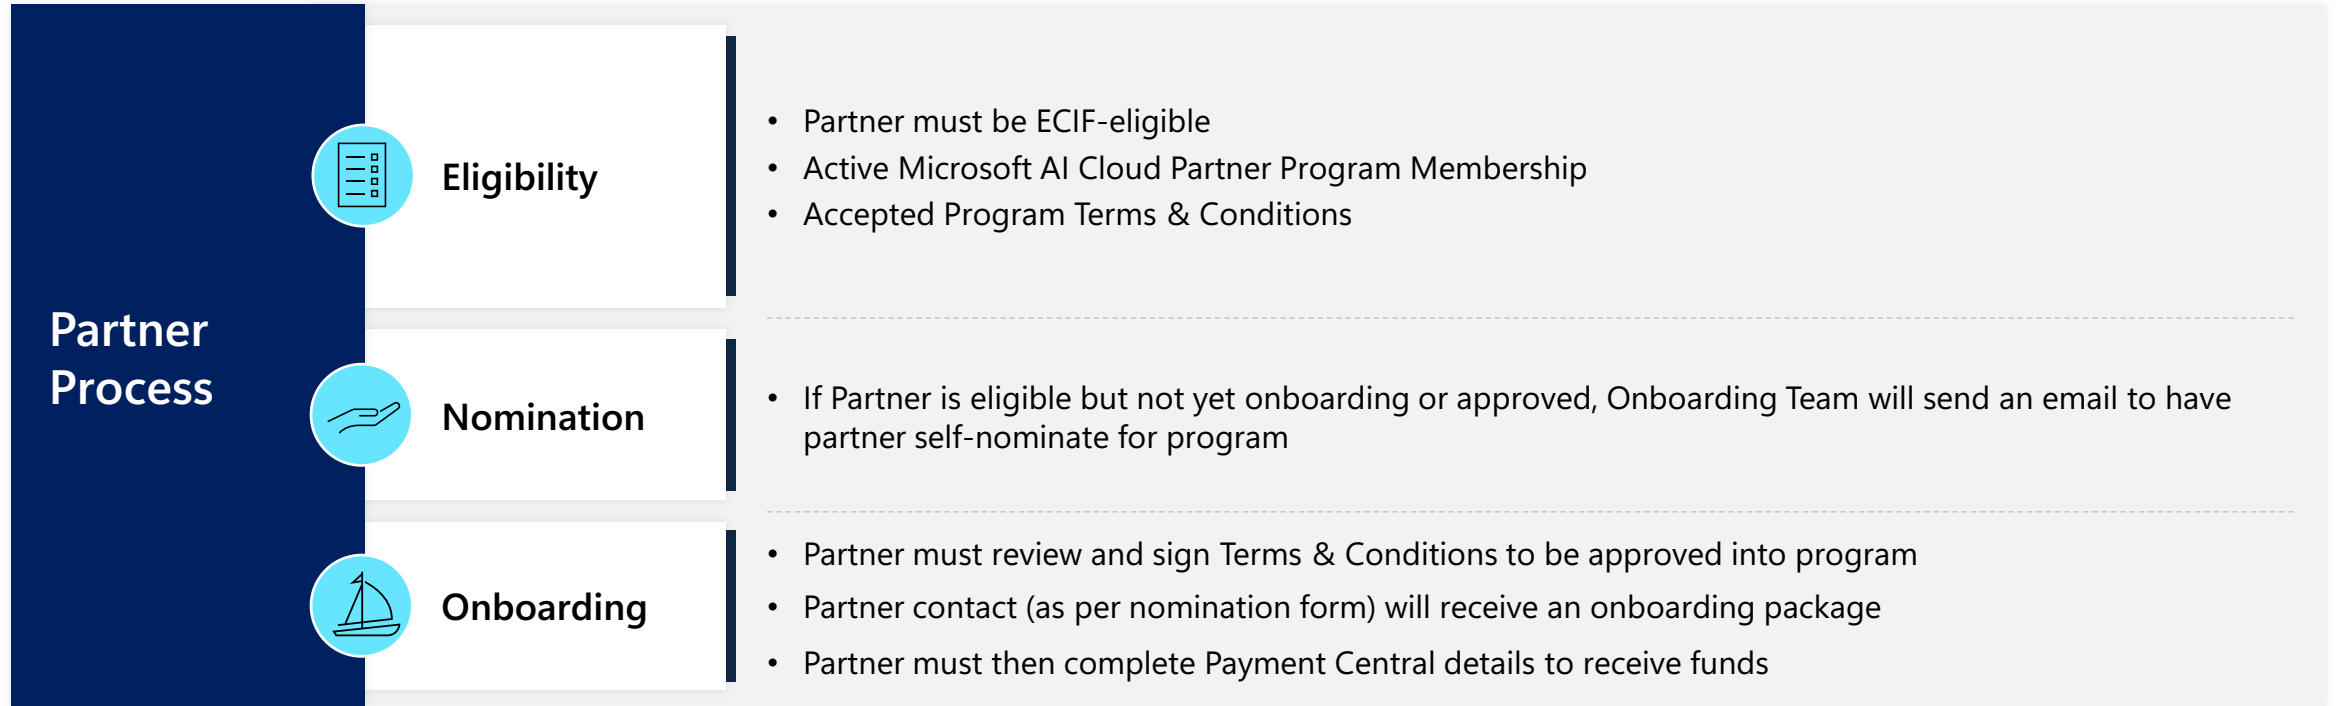 Partner
Process
Eligibility
• Partner must be ECIF-eligible
• Active Microsoft AI Cloud Partner Program Membership
• Accepted Program Terms & Conditions
Nomination
• If Partner is eligible but not yet onboarding or approved, Onboarding Team will send an email to have
partner self-nominate for program
Onboarding
• Partner must review and sign Terms & Conditions to be approved into program
• Partner contact (as per nomination form) will receive an onboarding package
• Partner must then complete Payment Central details to receive funds